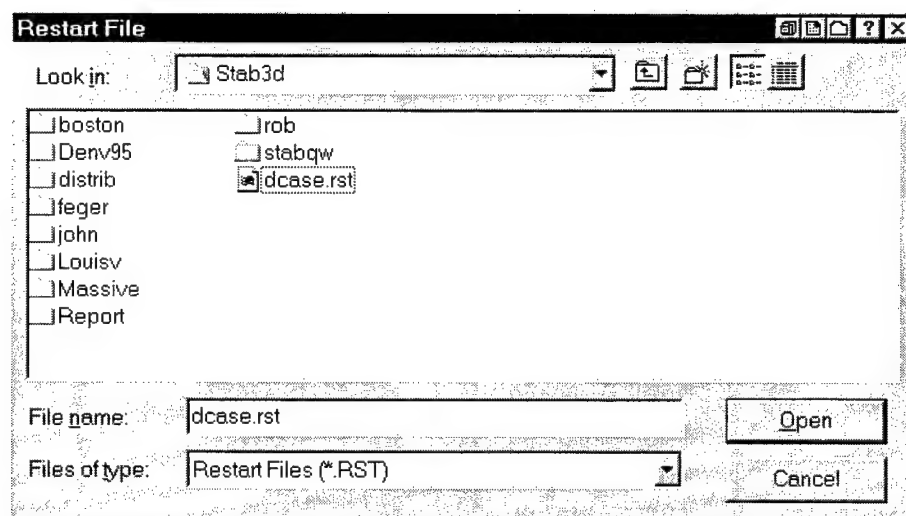 Restart File
Look in: Stab3d
boston
Denv95
distrib
feger
john
Louisv
Massive
Report
rob
stabqw
dcase.rst
File name: dcase.rst
Open
Files of type: Restart Files (*.RST)
Cancel